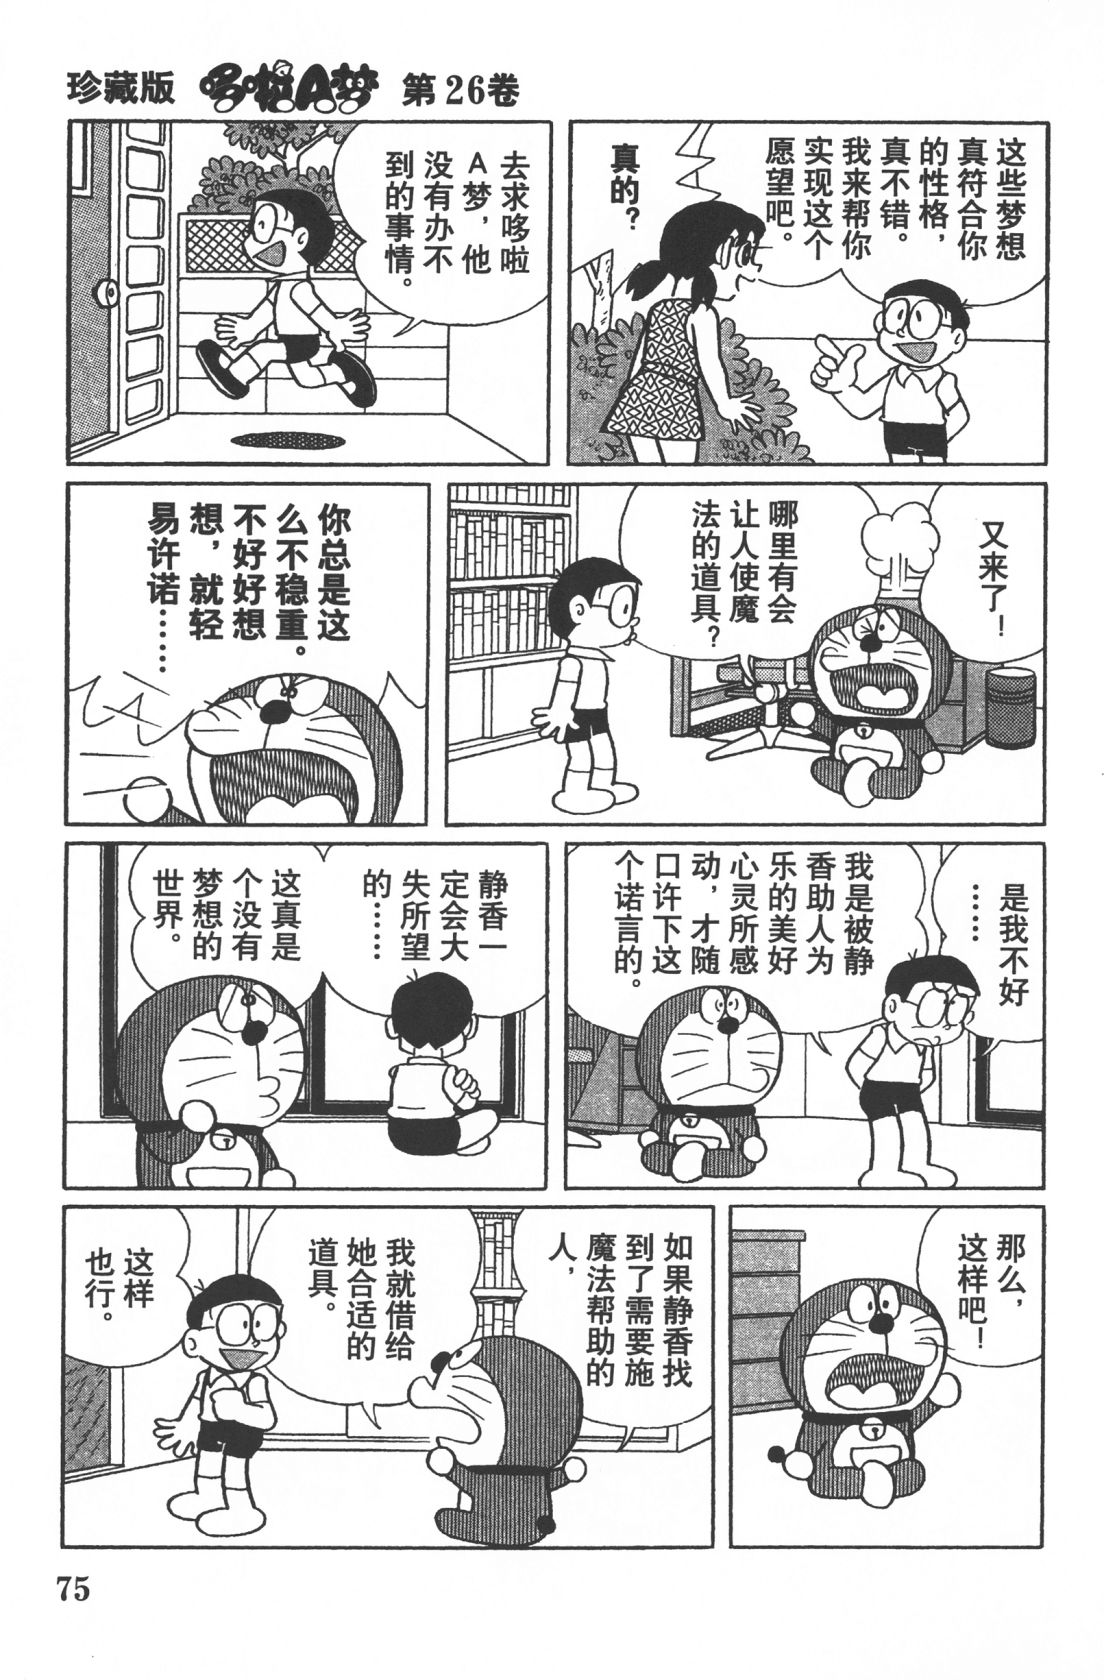 珍藏版 哆啦A梦 第26卷
这些梦想
真符合你
的性格，
真不错。
我来帮你
实现这个
愿望吧。
真的？
去求哆啦
A梦，他
没有办不
到的事情。
又来了！
哪里有会
让人使魔
法的道具？
你总是这
么不稳重。
不好好想
想，就轻
易许诺……
是我不好
……
我是被静
香助人为
乐的美好
心灵所感
动，才随
口许下这
个诺言的。
静香一
定会大
失所望
的……
这真是
个没有
梦想的
世界。
那么，
这样吧！
如果静香找
到了需要施
魔法帮助的
人，
我就借给
她合适的
道具。
这样
也行。
75